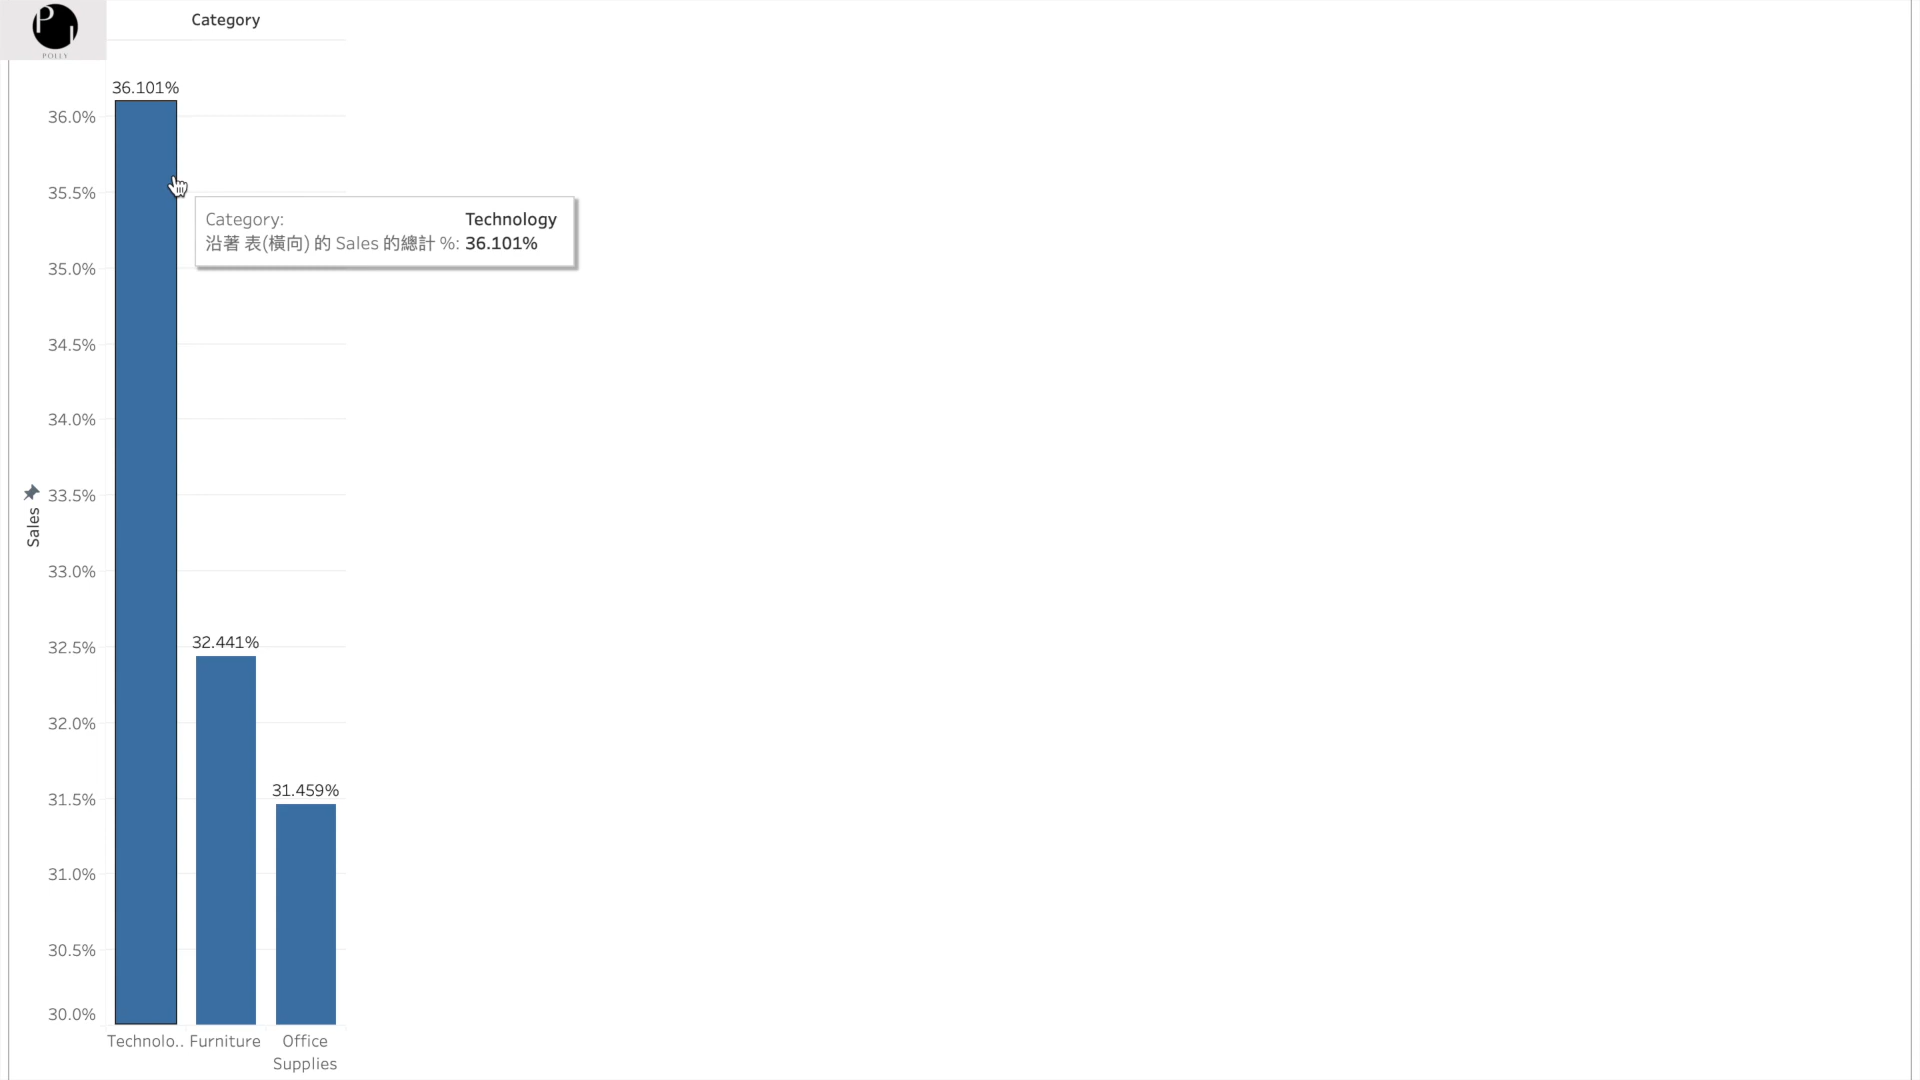 P
POLLY
Category
36.101%
36.0%
35.5%
Category: Technology
沿著 表(橫向) 的 Sales 的總計 %: 36.101%
35.0%
34.5%
34.0%
33.5%
Sales
33.0%
32.441%
32.5%
32.0%
31.459%
31.5%
31.0%
30.5%
30.0%
Technolo.. Furniture Office
Supplies